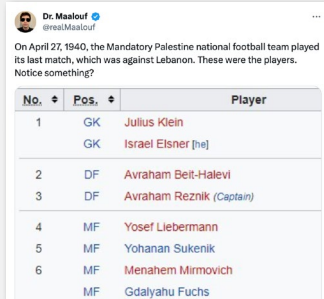 Dr. Maalouf
@realMaalouf
On April 27, 1940, the Mandatory Palestine national football team played
its last match, which was against Lebanon. These were the players.
Notice something?
No. Pos. Player
1 GK Julius Klein
GK Israel Elsner [he]
2 DF Avraham Beit-Halevi
3 DF Avraham Reznik (Captain)
4 MF Yosef Liebermann
5 MF Yohanan Sukenik
6 MF Menahem Mirmovich
MF Gdalyahu Fuchs